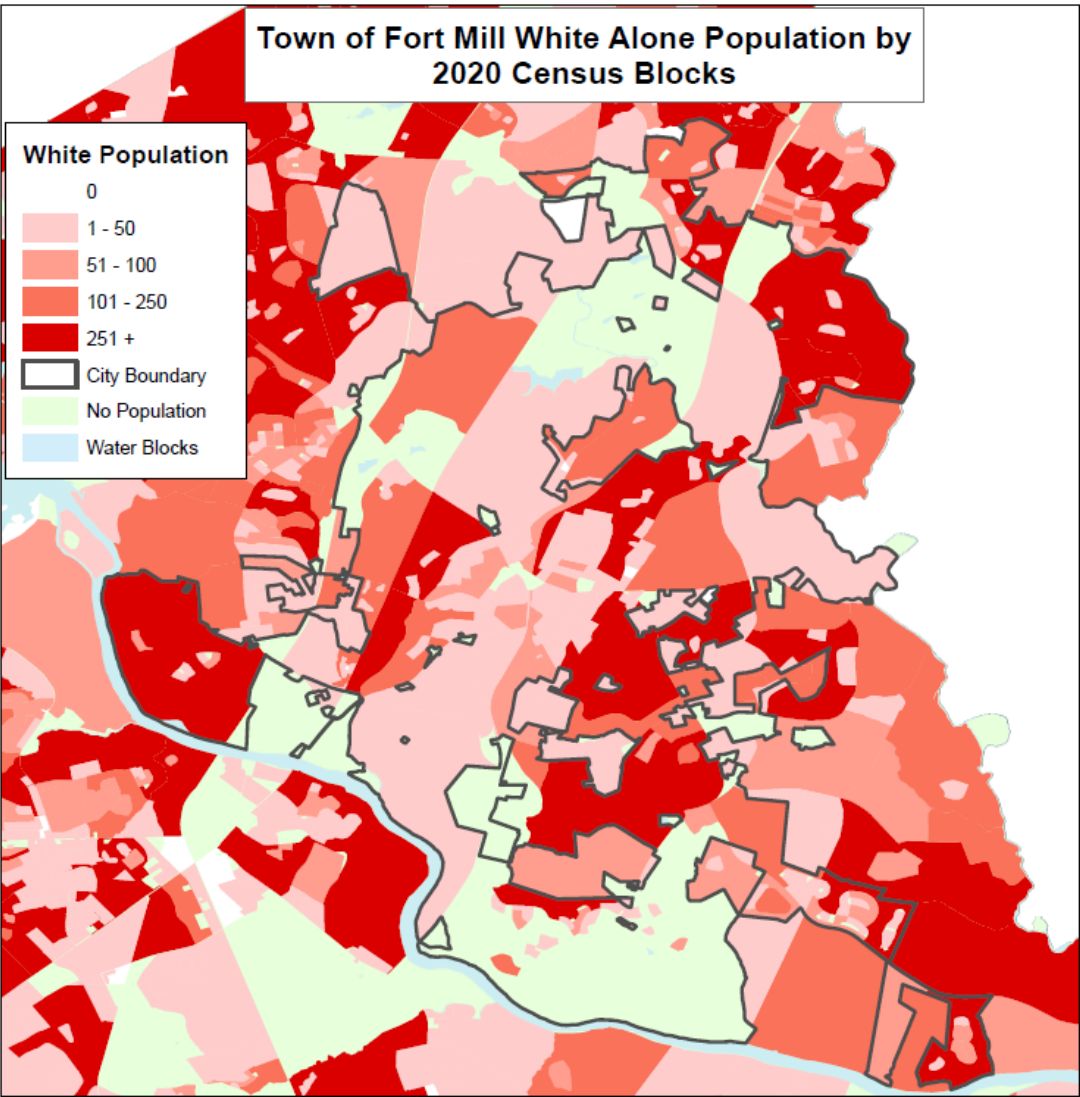 Town of Fort Mill White Alone Population by
2020 Census Blocks
White Population
0
1 - 50
51 - 100
101 - 250
251 +
City Boundary
No Population
Water Blocks